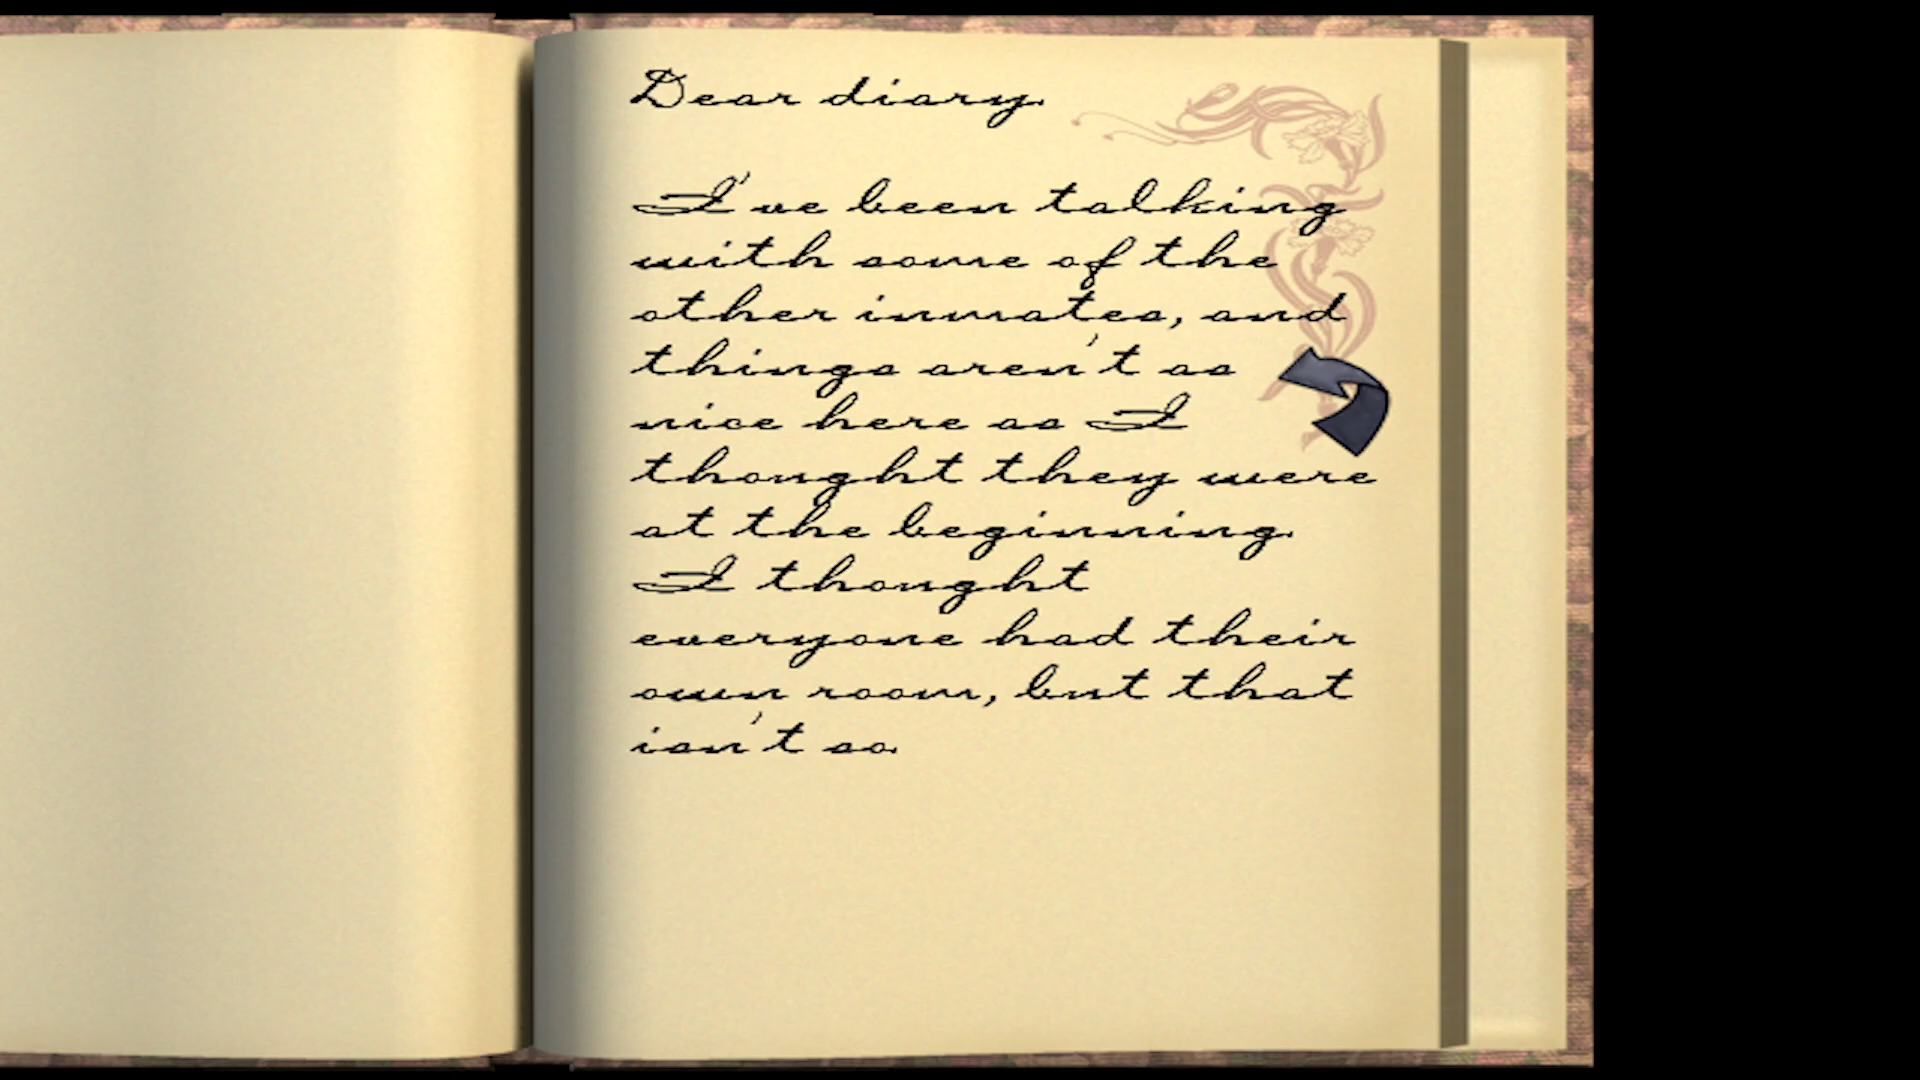 Dear diary.
I've been talking
with some of the
other inmates, and
things aren't as
nice here as I
thought they were
at the beginning.
I thought
everyone had their
own room, but that
isn't so.